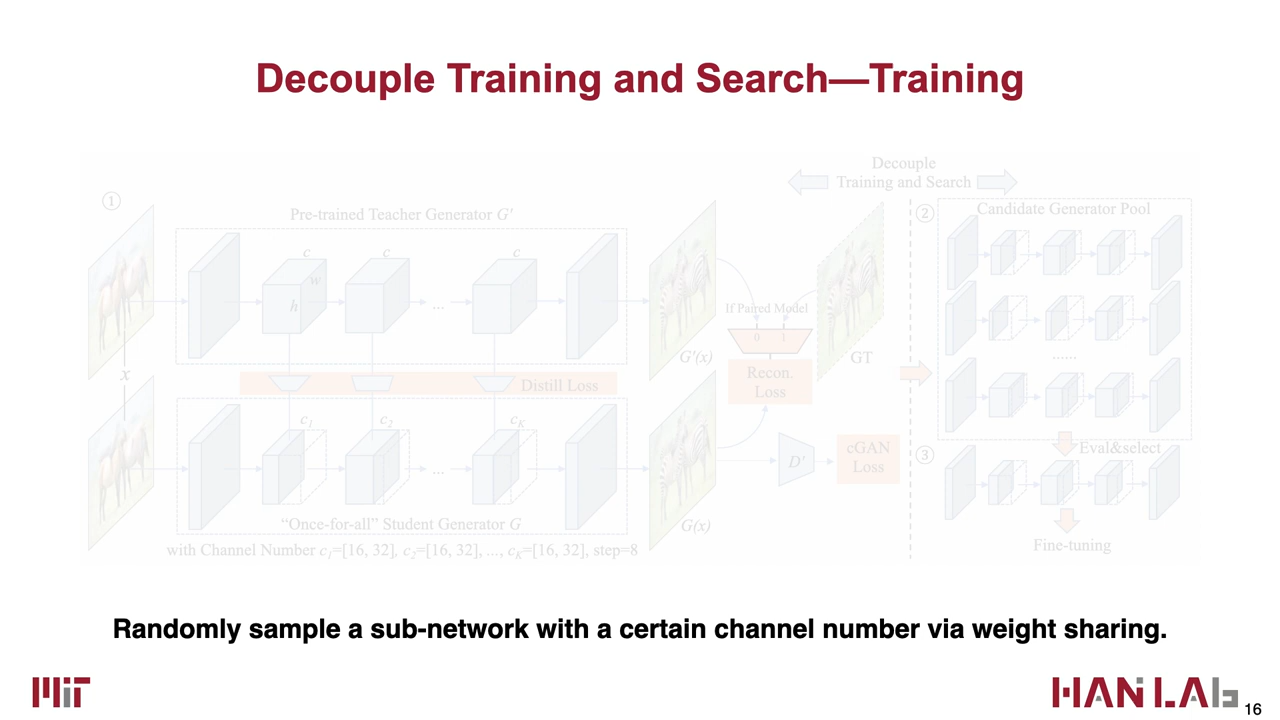 Decouple Training and Search—Training
Decouple
Training and Search
①
Pre-trained Teacher Generator G'
c
c
c
w
h
...
x
Distill Loss
c1
c2
cK
...
"Once-for-all" Student Generator G
with Channel Number c1=[16, 32], c2=[16, 32], ..., cK=[16, 32], step=8
G'(x)
G(x)
If Paired Model
0 1
Recon.
Loss
GT
D'
cGAN
Loss
②
Candidate Generator Pool
......
③
Eval&select
Fine-tuning
Randomly sample a sub-network with a certain channel number via weight sharing.
MIT
HAN LAB
16